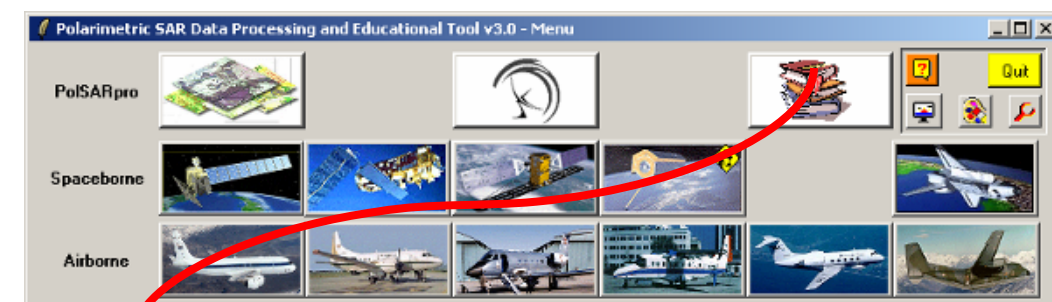 Polarimetric SAR Data Processing and Educational Tool v3.0 - Menu
PolSARpro
?
Quit
Spaceborne
Airborne